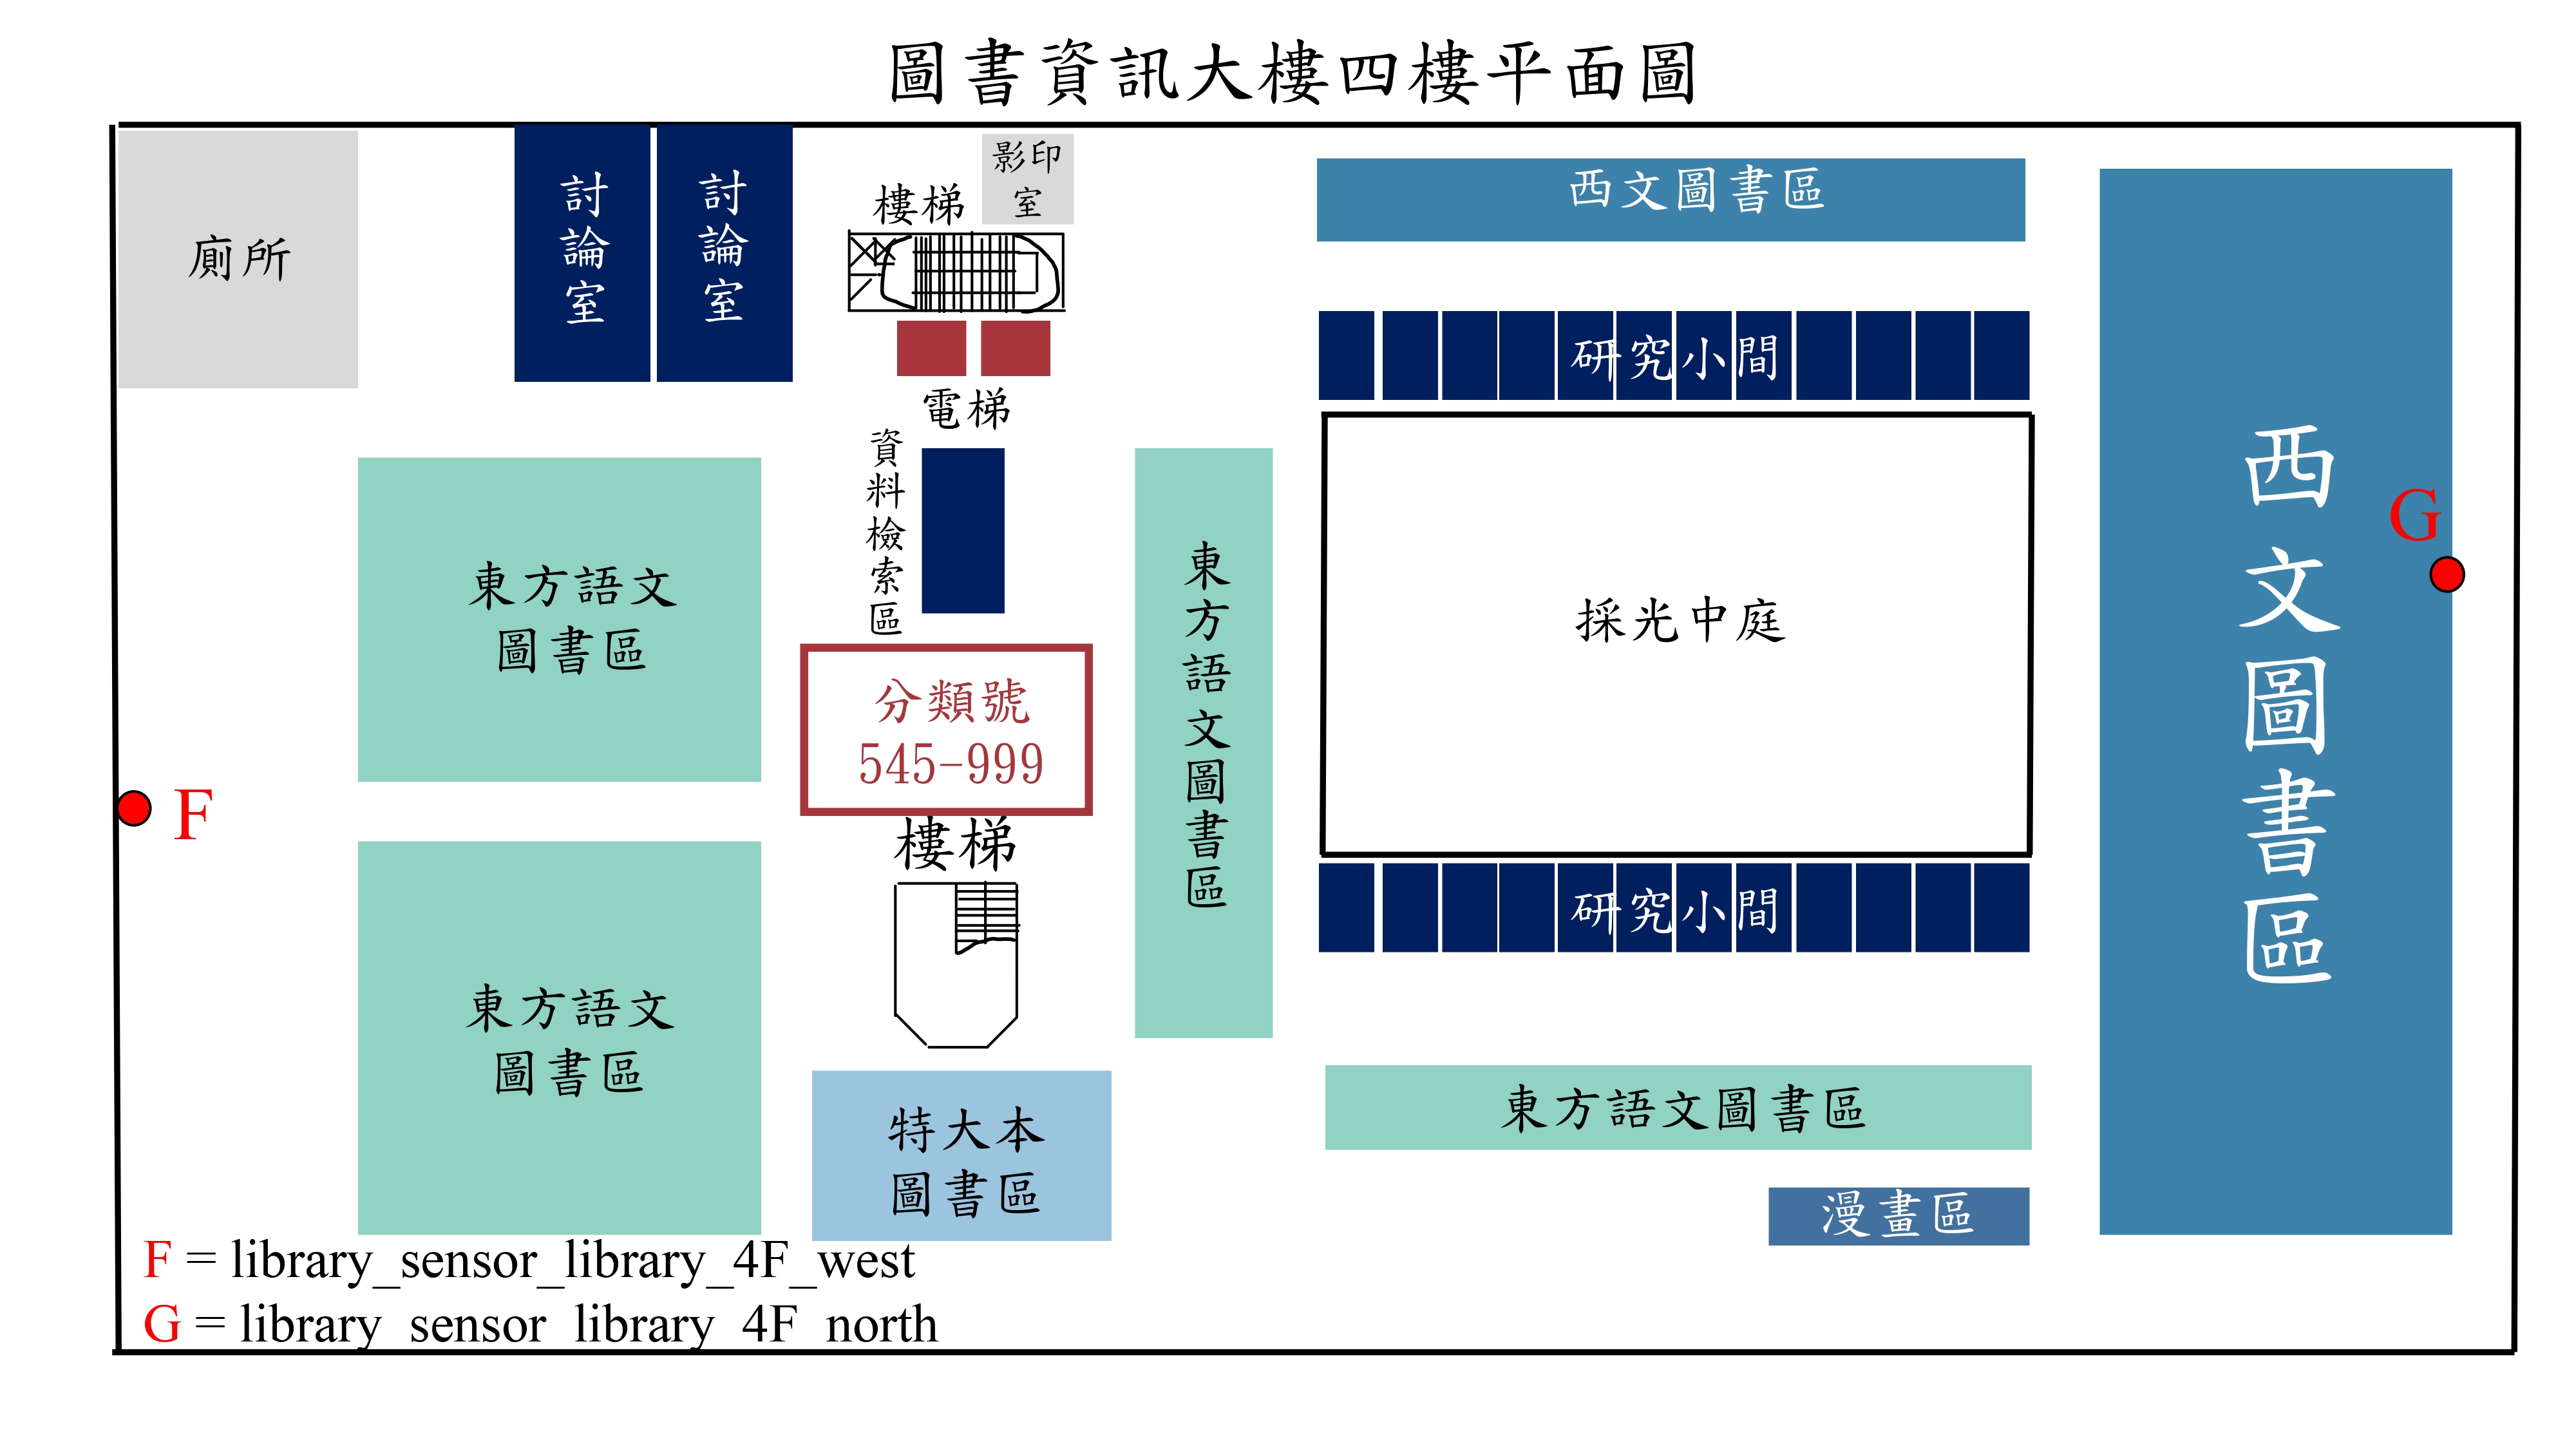 圖書資訊大樓四樓平面圖
廁所
討論室
討論室
樓梯
影印
室
電梯
資料檢索區
東方語文
圖書區
分類號
545-999
樓梯
東方語文圖書區
F
東方語文
圖書區
特大本
圖書區
西文圖書區
研究小間
採光中庭
研究小間
東方語文圖書區
漫畫區
西文圖書區
G
F = library_sensor_library_4F_west
G = library_sensor_library_4F_north